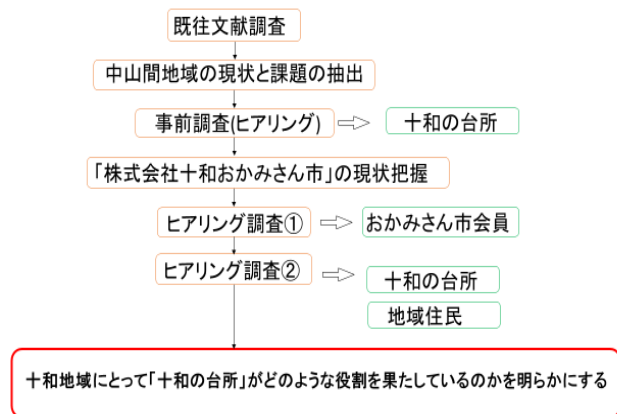 既往文献調査
中山間地域の現状と課題の抽出
事前調査(ヒアリング)
十和の台所
「株式会社十和おかみさん市」の現状把握
ヒアリング調査①
おかみさん市会員
ヒアリング調査②
十和の台所
地域住民
十和地域にとって「十和の台所」がどのような役割を果たしているのかを明らかにする